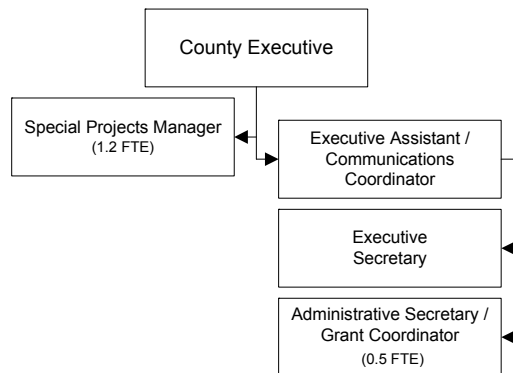 County Executive
Special Projects Manager
(1.2 FTE)
Executive Assistant /
Communications
Coordinator
Executive
Secretary
Administrative Secretary /
Grant Coordinator
(0.5 FTE)